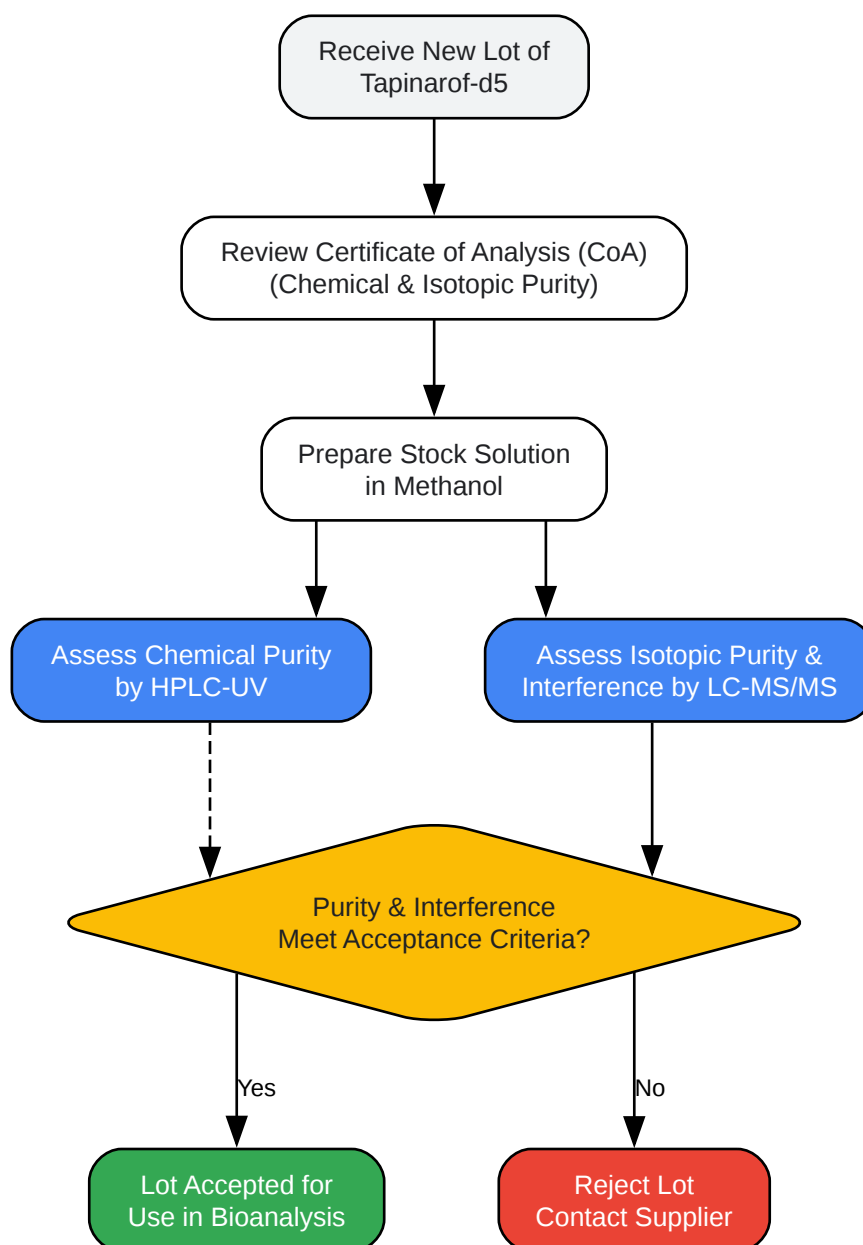 Receive New Lot of
Tapinarof-d5
Review Certificate of Analysis (CoA)
(Chemical & Isotopic Purity)
Prepare Stock Solution
in Methanol
Assess Chemical Purity
by HPLC-UV
Assess Isotopic Purity &
Interference by LC-MS/MS
Purity & Interference
Meet Acceptance Criteria?
Yes
No
Lot Accepted for
Use in Bioanalysis
Reject Lot
Contact Supplier